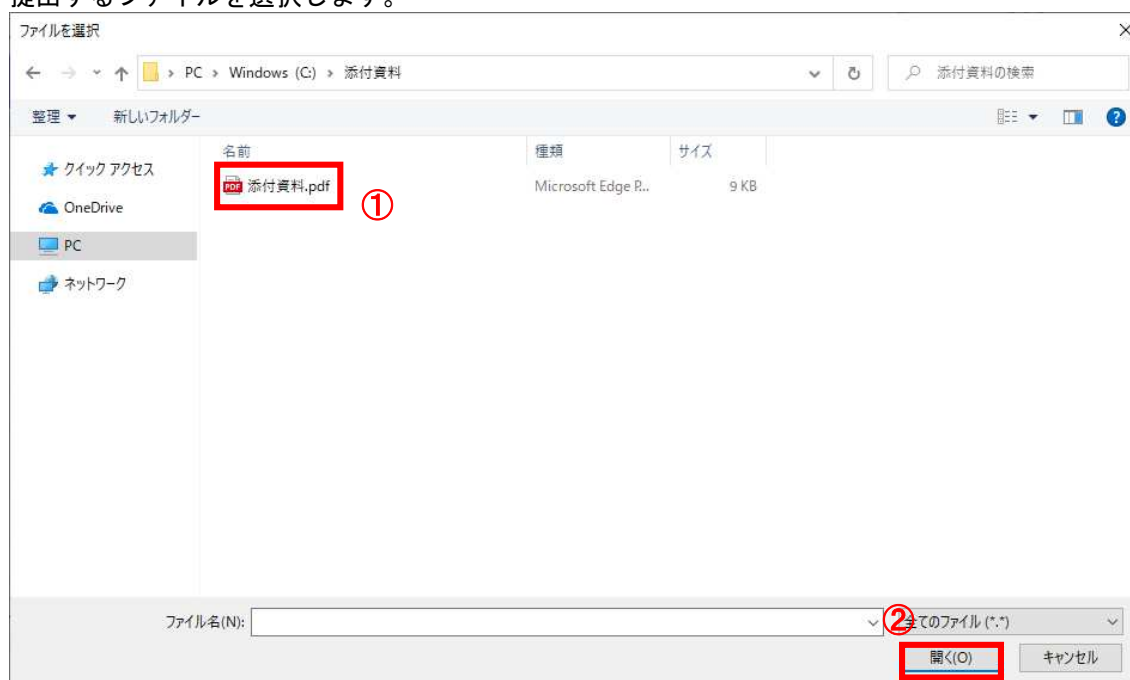 提出するファイルを選択します。
ファイルを選択
PC › Windows (C:) › 添付資料
添付資料の検索
整理 新しいフォルダー
名前 種類 サイズ
クイック アクセス
添付資料.pdf Microsoft Edge P... 9 KB
①
OneDrive
PC
ネットワーク
ファイル名(N):
② 全てのファイル (*.*)
開く(O) キャンセル